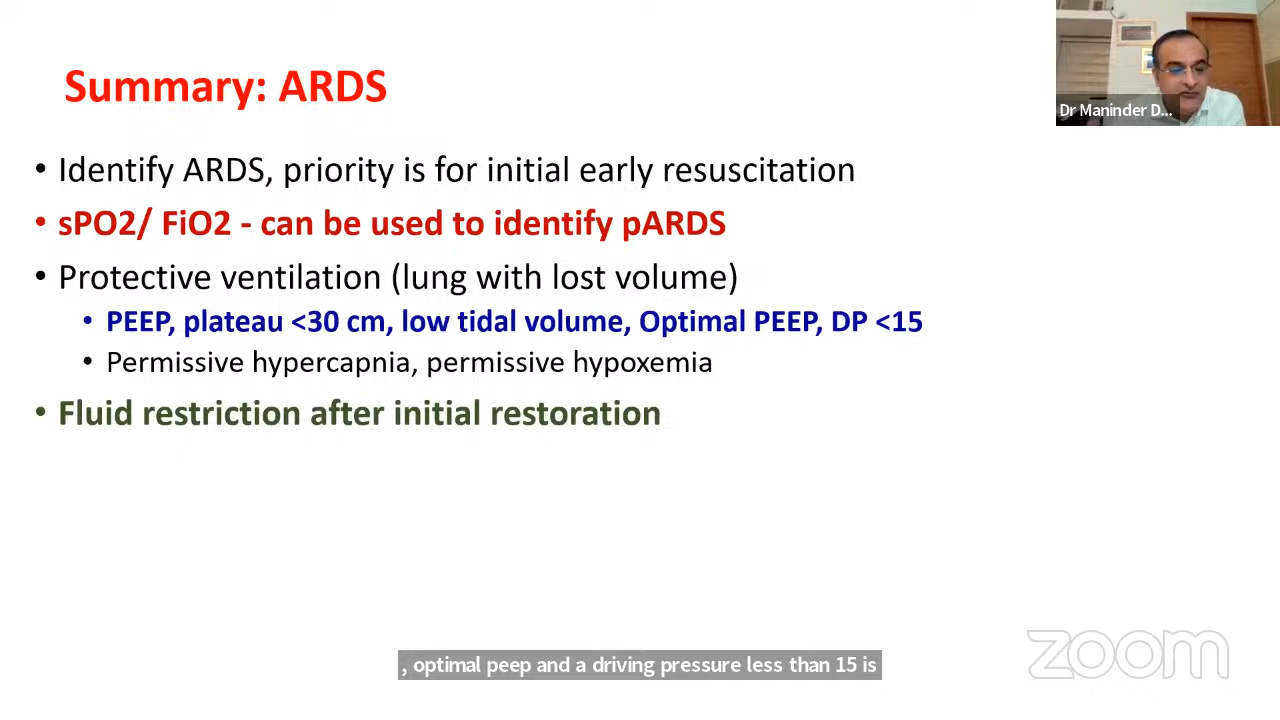 Summary: ARDS
Dr Maninder D...
• Identify ARDS, priority is for initial early resuscitation
• sPO2/ FiO2 - can be used to identify pARDS
• Protective ventilation (lung with lost volume)
• PEEP, plateau <30 cm, low tidal volume, Optimal PEEP, DP <15
• Permissive hypercapnia, permissive hypoxemia
• Fluid restriction after initial restoration
, optimal peep and a driving pressure less than 15 is
zoom